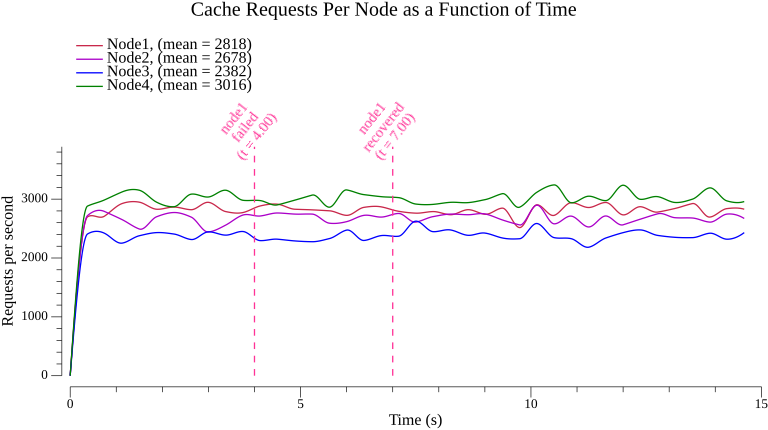 Cache Requests Per Node as a Function of Time
Node1, (mean = 2818)
Node2, (mean = 2678)
Node3, (mean = 2382)
Node4, (mean = 3016)
node1
failed
(t = 4.00)
node1
recovered
(t = 7.00)
Requests per second
3000
2000
1000
0
0
5
10
15
Time (s)